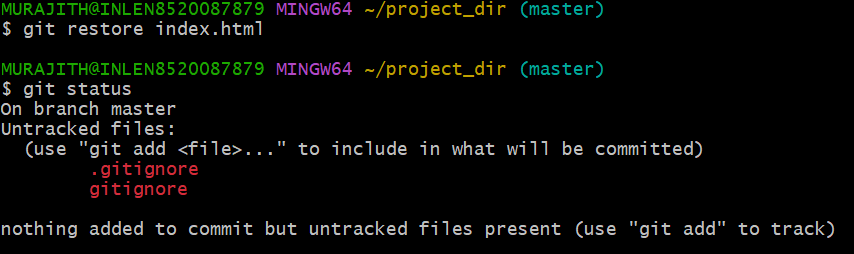 MURAJITH@INLEN8520087879 MINGW64 ~/project_dir (master)
$ git restore index.html
MURAJITH@INLEN8520087879 MINGW64 ~/project_dir (master)
$ git status
On branch master
Untracked files:
  (use "git add <file>..." to include in what will be committed)
        .gitignore
        gitignore
nothing added to commit but untracked files present (use "git add" to track)